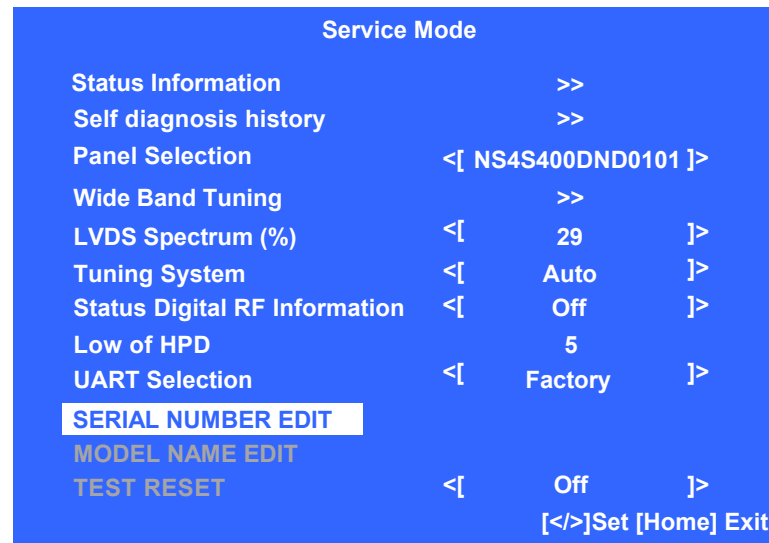 Service Mode
Status Information >>
Self diagnosis history >>
Panel Selection <[ NS4S400DND0101 ]>
Wide Band Tuning >>
LVDS Spectrum (%) <[ 29 ]>
Tuning System <[ Auto ]>
Status Digital RF Information <[ Off ]>
Low of HPD 5
UART Selection <[ Factory ]>
SERIAL NUMBER EDIT
MODEL NAME EDIT
TEST RESET <[ Off ]>
[</>]Set [Home] Exit